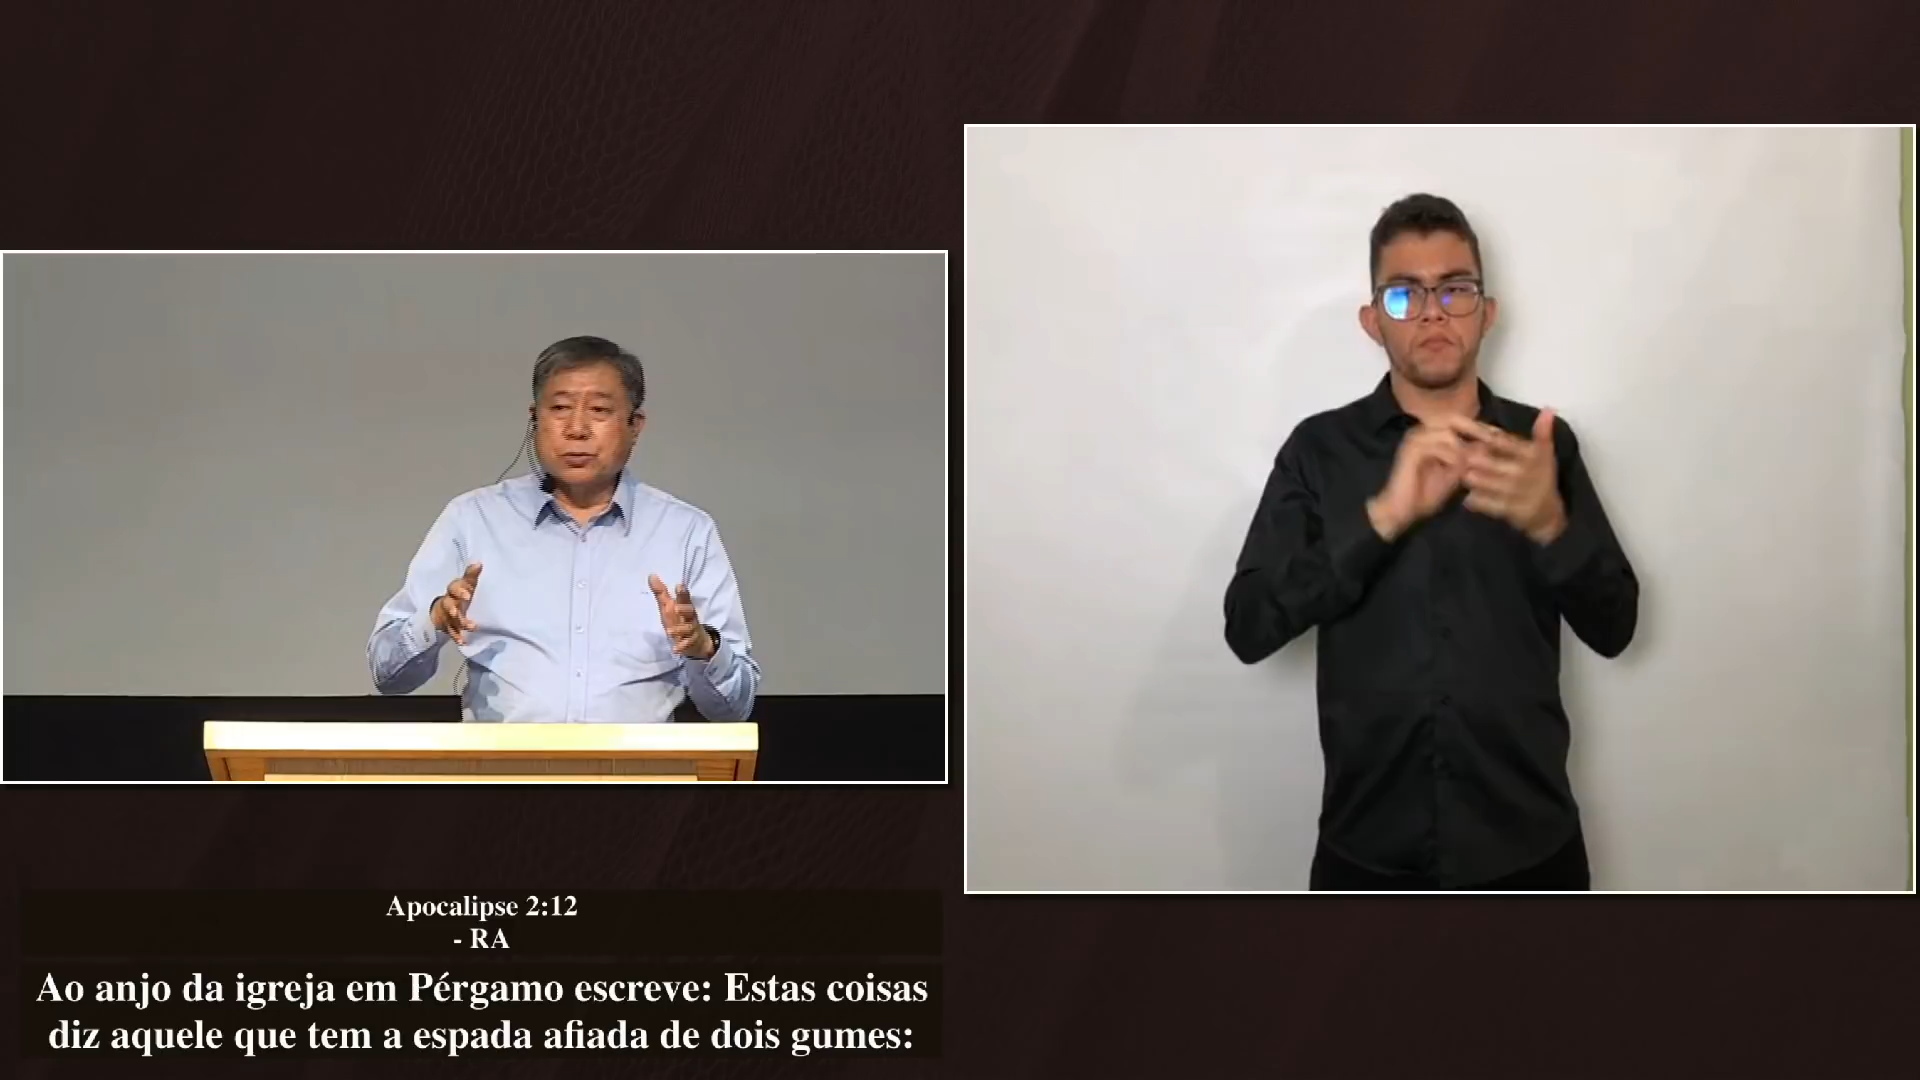 Apocalipse 2:12
- RA
Ao anjo da igreja em Pérgamo escreve: Estas coisas
diz aquele que tem a espada afiada de dois gumes: